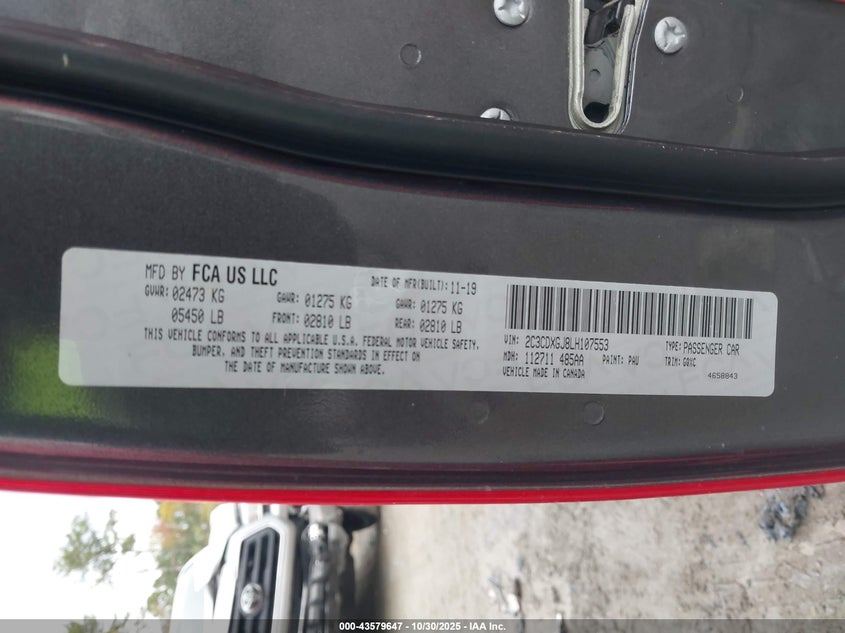 MFD BY FCA US LLC
DATE OF MFR(BUILT): 11-19
GVWR: 02473 KG
GAWR: 01275 KG
GAWR: 01275 KG
05450 LB
FRONT: 02810 LB
REAR: 02810 LB
THIS VEHICLE CONFORMS TO ALL APPLICABLE U.S.A. FEDERAL MOTOR VEHICLE SAFETY,
BUMPER, AND THEFT PREVENTION STANDARDS IN EFFECT ON
THE DATE OF MANUFACTURE SHOWN ABOVE.
VIN: 2C3CDXGJ8LH107553
TYPE: PASSENGER CAR
MDH: 112711 485AA
PAINT: PAU
TRIM: GQXC
VEHICLE MADE IN CANADA
4658843
000-43579647 / 10/30/2025 - IAA Inc.